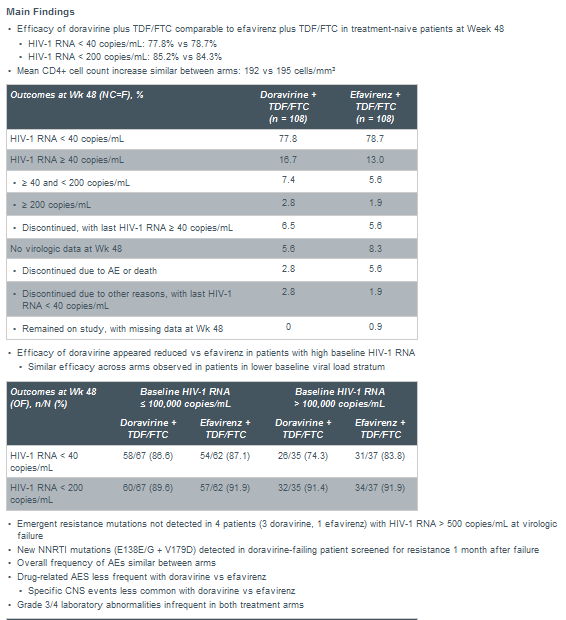 Main Findings
• Efficacy of doravirine plus TDF/FTC comparable to efavirenz plus TDF/FTC in treatment-naive patients at Week 48
• HIV-1 RNA < 40 copies/mL: 77.8% vs 78.7%
• HIV-1 RNA < 200 copies/mL: 85.2% vs 84.3%
• Mean CD4+ cell count increase similar between arms: 192 vs 195 cells/mm³
Outcomes at Wk 48 (NC=F), % Doravirine + Efavirenz +
TDF/FTC TDF/FTC
(n = 108) (n = 108)
HIV-1 RNA < 40 copies/mL 77.8 78.7
HIV-1 RNA ≥ 40 copies/mL 16.7 13.0
• ≥ 40 and < 200 copies/mL 7.4 5.6
• ≥ 200 copies/mL 2.8 1.9
• Discontinued, with last HIV-1 RNA ≥ 40 copies/mL 6.5 5.6
No virologic data at Wk 48 5.6 8.3
• Discontinued due to AE or death 2.8 5.6
• Discontinued due to other reasons, with last HIV-1 2.8 1.9
RNA < 40 copies/mL
• Remained on study, with missing data at Wk 48 0 0.9
• Efficacy of doravirine appeared reduced vs efavirenz in patients with high baseline HIV-1 RNA
• Similar efficacy across arms observed in patients in lower baseline viral load stratum
Outcomes at Wk 48 Baseline HIV-1 RNA Baseline HIV-1 RNA
(OF), n/N (%) ≤ 100,000 copies/mL > 100,000 copies/mL
Doravirine + Efavirenz + Doravirine + Efavirenz +
TDF/FTC TDF/FTC TDF/FTC TDF/FTC
HIV-1 RNA < 40 58/67 (86.6) 54/62 (87.1) 26/35 (74.3) 31/37 (83.8)
copies/mL
HIV-1 RNA < 200 60/67 (89.6) 57/62 (91.9) 32/35 (91.4) 34/37 (91.9)
copies/mL
• Emergent resistance mutations not detected in 4 patients (3 doravirine, 1 efavirenz) with HIV-1 RNA > 500 copies/mL at virologic
failure
• New NNRTI mutations (E138E/G + V179D) detected in doravirine-failing patient screened for resistance 1 month after failure
• Overall frequency of AEs similar between arms
• Drug-related AES less frequent with doravirine vs efavirenz
• Specific CNS events less common with doravirine vs efavirenz
• Grade 3/4 laboratory abnormalities infrequent in both treatment arms